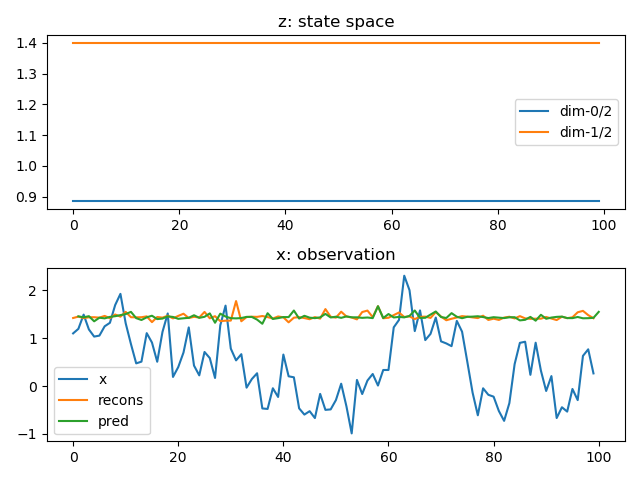 z: state space
1.4
1.3
1.2
1.1
1.0
0.9
dim-0/2
dim-1/2
0 20 40 60 80 100
x: observation
2
1
0
−1
x
recons
pred
0 20 40 60 80 100